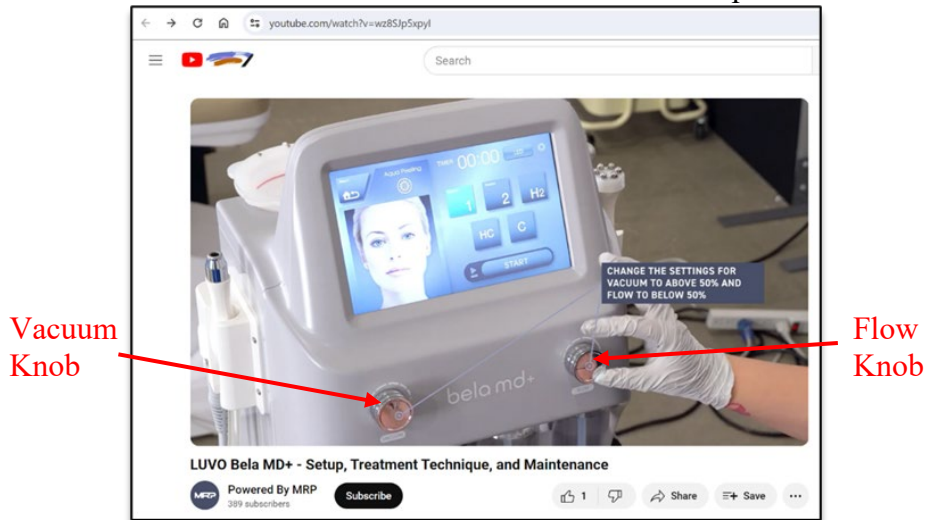 youtube.com/watch?v=wz8SJp5xpyI
Search
Aqua Peeling
TIMER 00:00
1
2
H2
HC
C
START
CHANGE THE SETTINGS FOR
VACUUM TO ABOVE 50% AND
FLOW TO BELOW 50%
Vacuum
Knob
Flow
Knob
bela md+
LUVO Bela MD+ - Setup, Treatment Technique, and Maintenance
MRP
Powered By MRP
389 subscribers
Subscribe
1
Share
Save